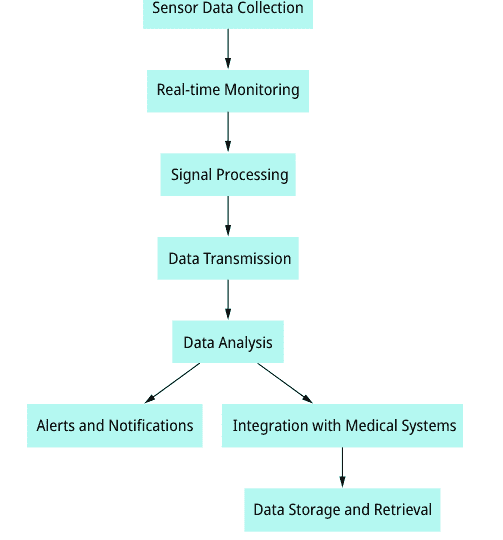 Sensor Data Collection
Real-time Monitoring
Signal Processing
Data Transmission
Data Analysis
Alerts and Notifications
Integration with Medical Systems
Data Storage and Retrieval